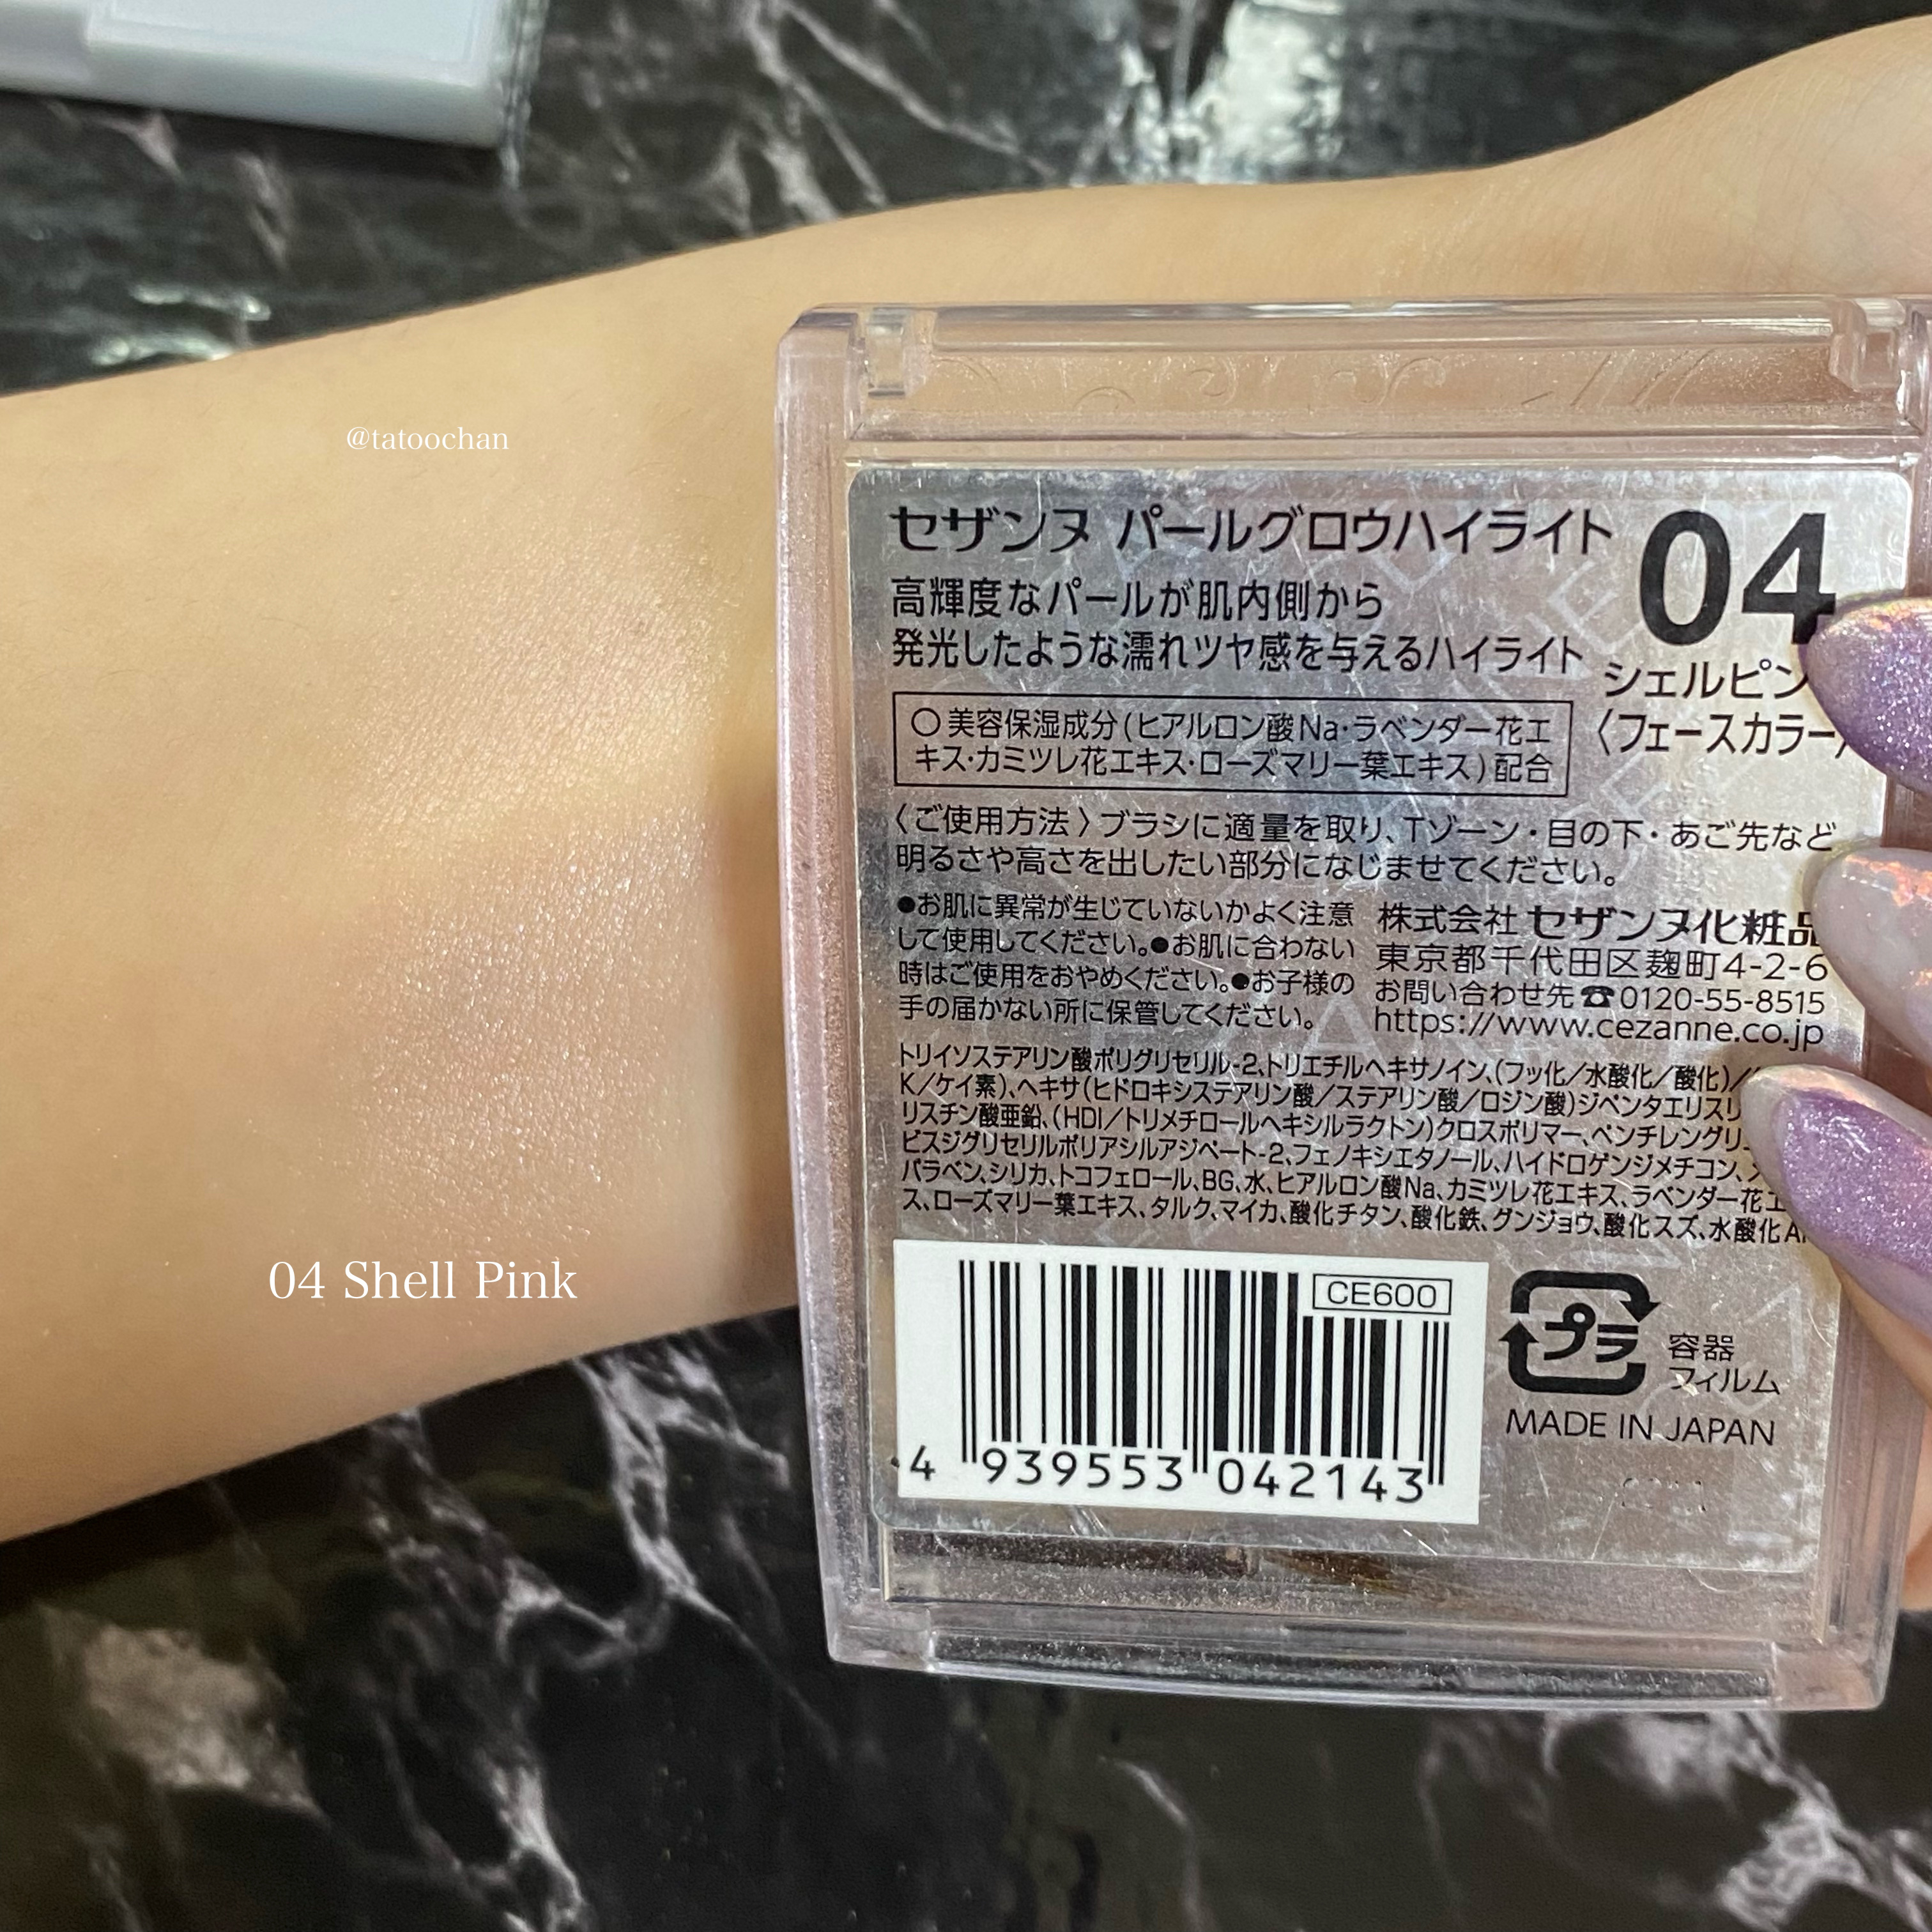 @tatoochan
04 Shell Pink
セザンヌ パールグロウハイライト
04
高輝度なパールが肌内側から
発光したような濡れツヤ感を与えるハイライト
シェルピン
〈フェースカラー
○美容保湿成分(ヒアルロン酸Na・ラベンダー花エ
キス・カミツレ花エキス・ローズマリー葉エキス)配合
〈ご使用方法〉ブラシに適量を取り、Tゾーン・目の下・あご先など
明るさや高さを出したい部分になじませてください。
●お肌に異常が生じていないかよく注意
して使用してください。●お肌に合わない
時はご使用をおやめください。●お子様の
手の届かない所に保管してください。
株式会社 セザンヌ化粧品
東京都千代田区麹町4-2-6
お問い合わせ先☎0120-55-8515
https://www.cezanne.co.jp
トリイソステアリン酸ポリグリセリル-2、トリエチルヘキサノイン、(フッ化/水酸化/酸化)/(
K/ケイ素)、ヘキサ(ヒドロキシステアリン酸/ステアリン酸/ロジン酸)ジペンタエリスリ
リスチン酸亜鉛、(HDI/トリメチロールヘキシルラクトン)クロスポリマー、ペンチレングリ
ビスジグリセリルポリアシルアジペート-2、フェノキシエタノール、ハイドロゲンジメチコン、メ
パラベン、シリカ、トコフェロール、BG、水、ヒアルロン酸Na、カミツレ花エキス、ラベンダー花エ
ス、ローズマリー葉エキス、タルク、マイカ、酸化チタン、酸化鉄、グンジョウ、酸化スズ、水酸化A
CE600
4 939553 042143
プラ
容器
フィルム
MADE IN JAPAN